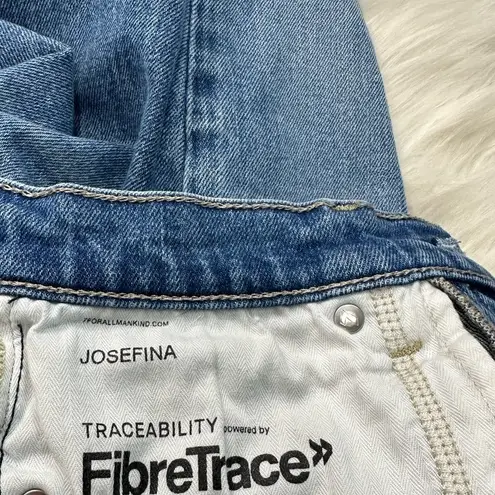 7FORALLMANKIND.COM
JOSEFINA
TRACEABILITY powered by
FibreTrace»